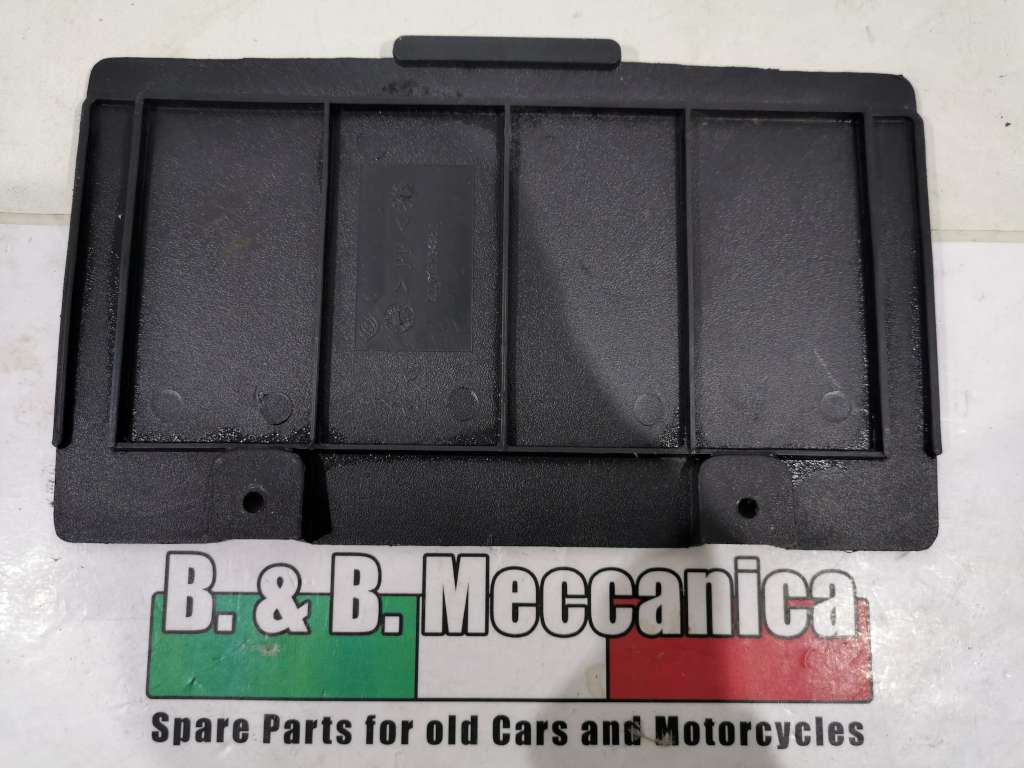 B. & B. Meccanica
Spare Parts for old Cars and Motorcycles